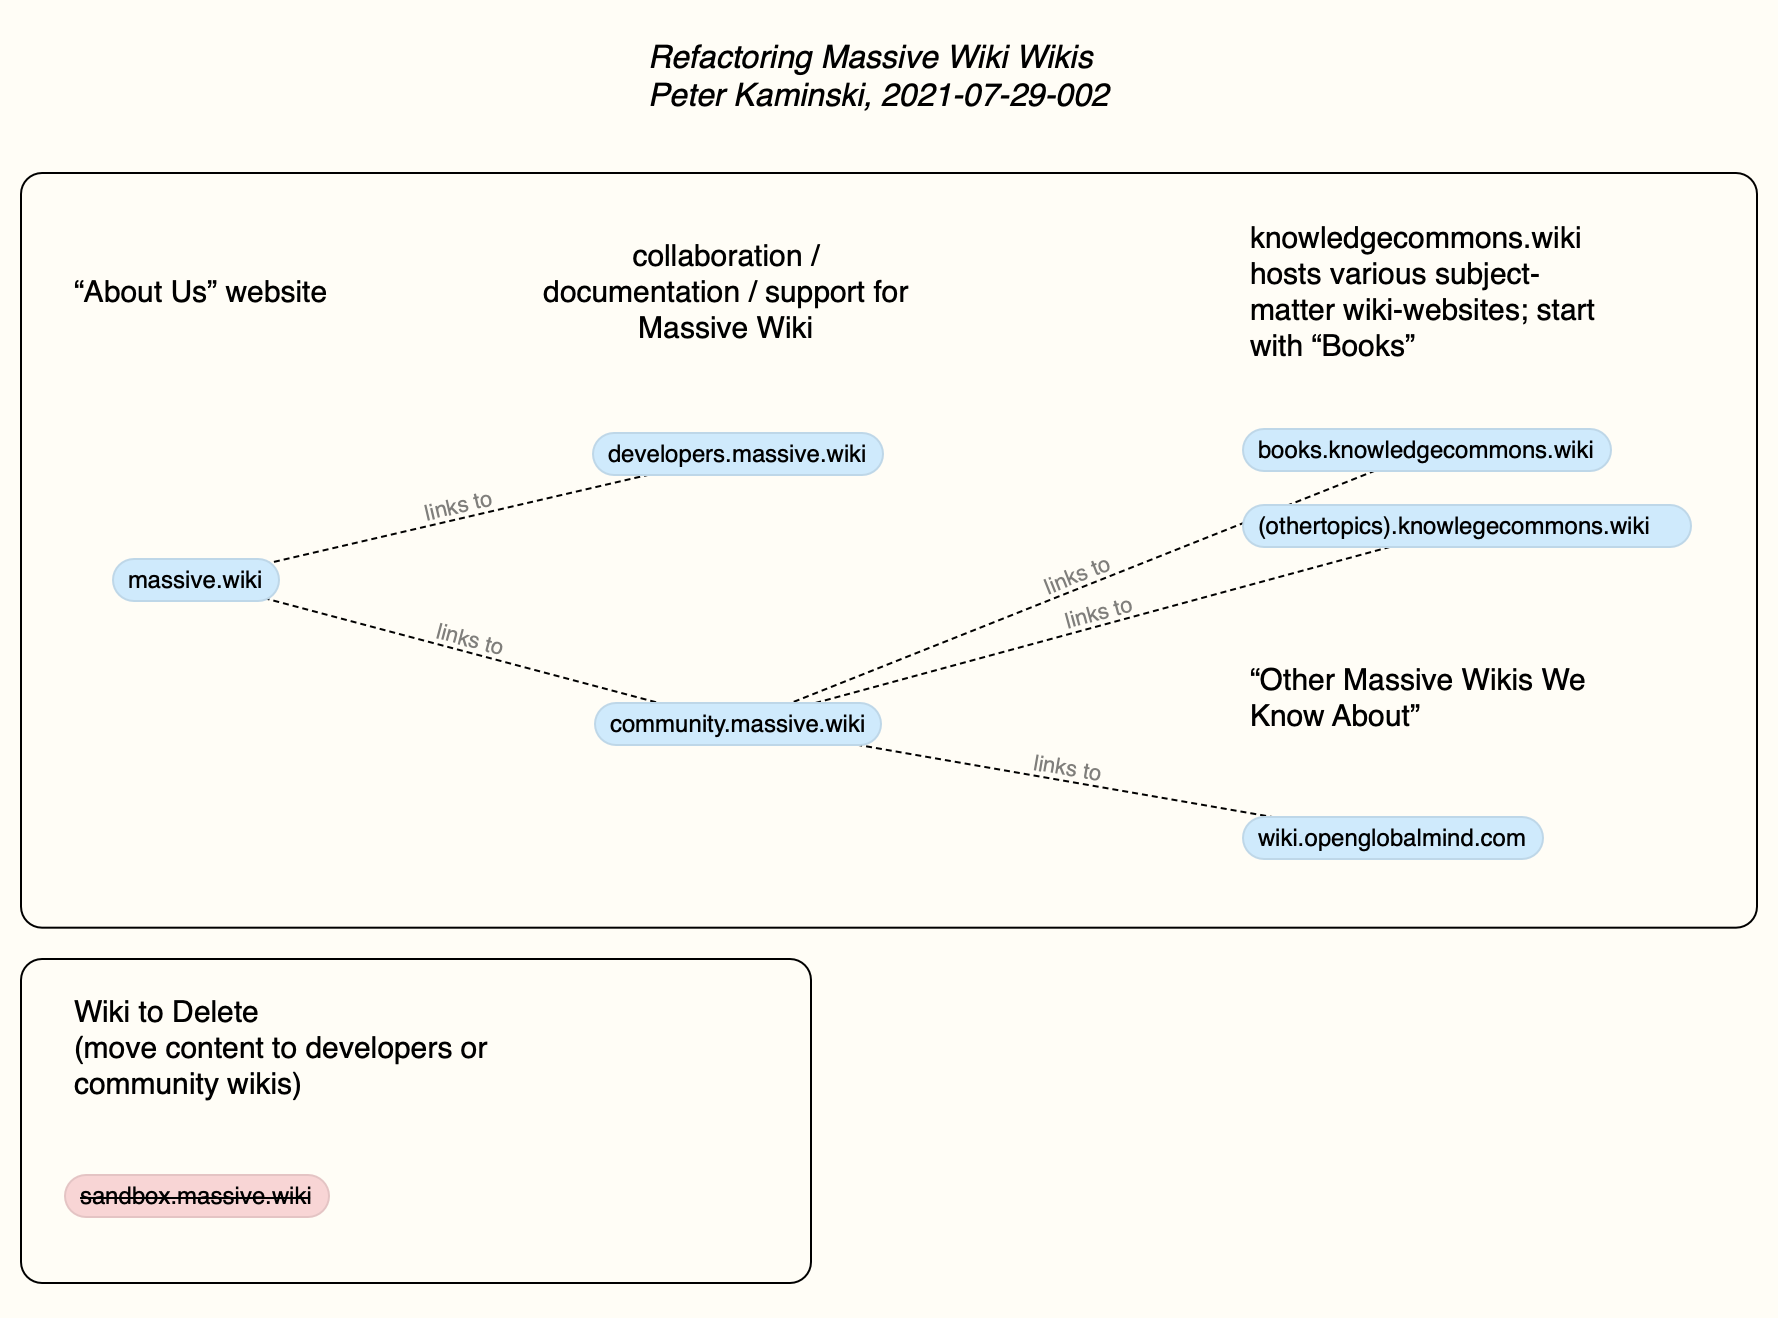 Refactoring Massive Wiki Wikis
Peter Kaminski, 2021-07-29-002
“About Us” website
collaboration /
documentation / support for
Massive Wiki
knowledgecommons.wiki
hosts various subject-
matter wiki-websites; start
with “Books”
developers.massive.wiki
books.knowledgecommons.wiki
links to
(othertopics).knowlegecommons.wiki
massive.wiki
links to
links to
links to
“Other Massive Wikis We
Know About”
community.massive.wiki
links to
wiki.openglobalmind.com
Wiki to Delete
(move content to developers or
community wikis)
sandbox.massive.wiki